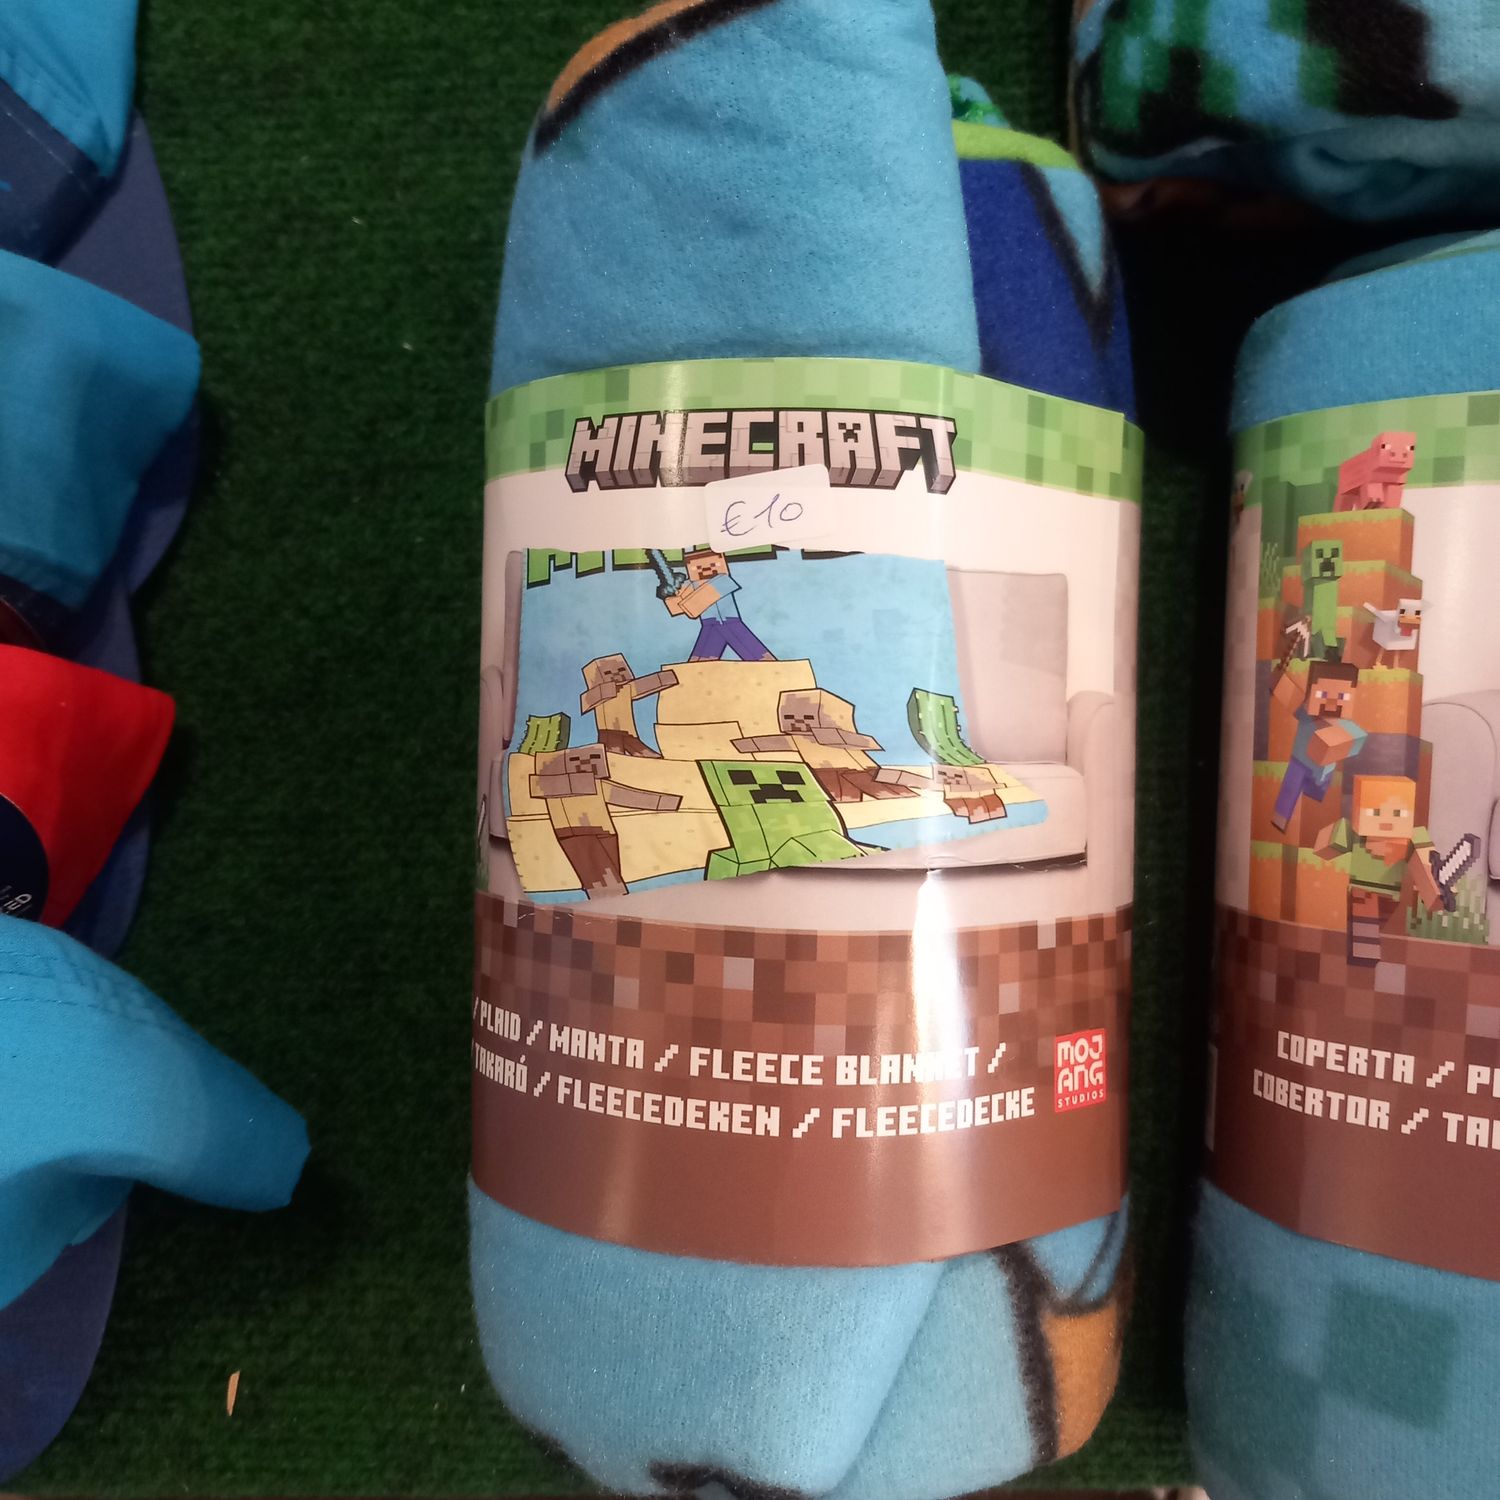 MINECRAFT
€10
/ PLAID / MANTA / FLEECE BLANKET /
TAKARÓ / FLEECEDEKEN / FLEECEDECKE
MOJ
ANG
STUDIOS
COPERTA /
COBERTOR /